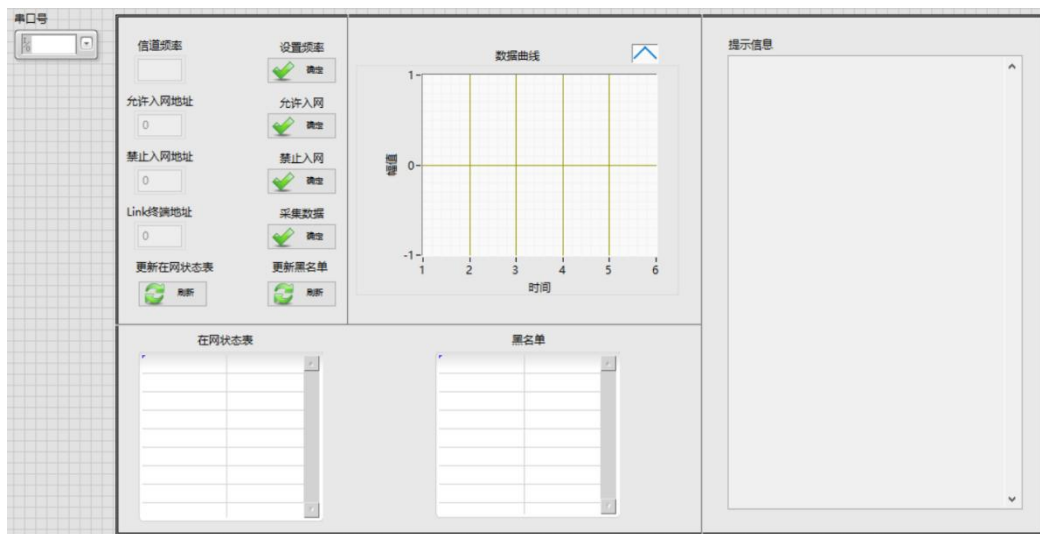 串口号
信道频率
设置频率
确定
允许入网地址
允许入网
0
确定
禁止入网地址
禁止入网
0
确定
Link终端地址
采集数据
0
确定
更新在网状态表
更新黑名单
刷新
刷新
数据曲线
幅值
1
0
-1
1 2 3 4 5 6
时间
提示信息
在网状态表
黑名单